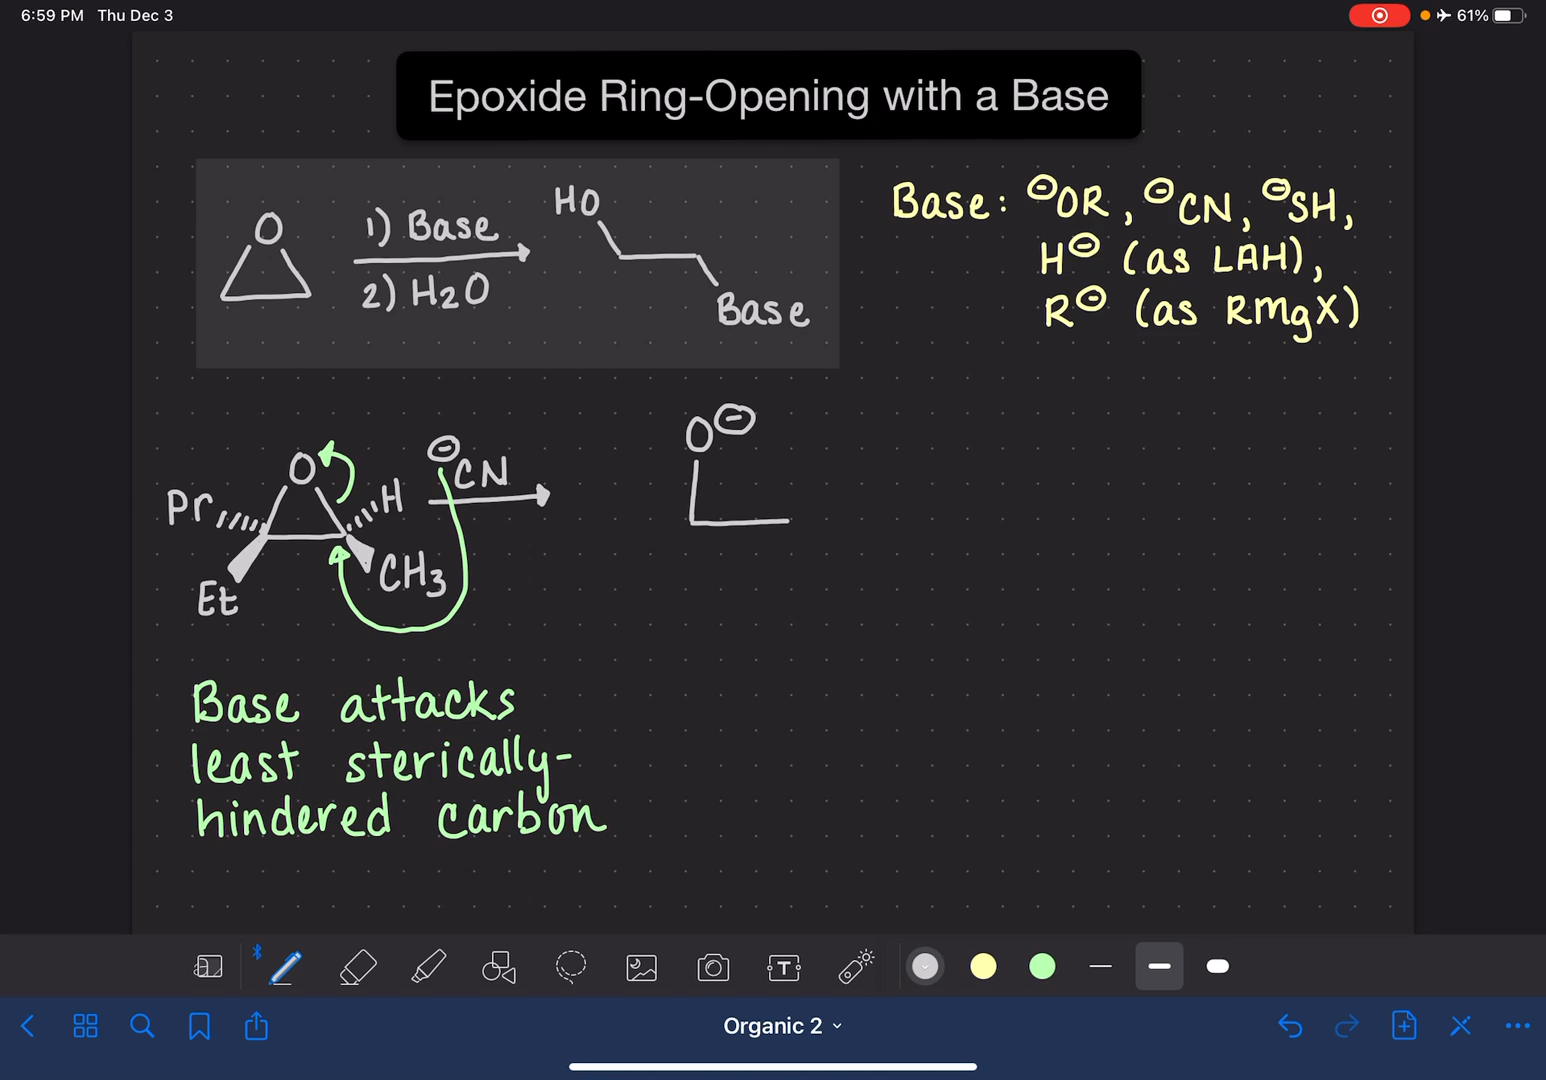 6:59 PM Thu Dec 3
61%
Epoxide Ring-Opening with a Base
O
1) Base
2) H2O
HO
Base
Base: ⊖OR, ⊖CN, ⊖SH,
H⊖ (as LAH),
R⊖ (as RMgX)
O
Pr
H
Et
CH3
⊖CN
O⊖
Base attacks
least sterically-
hindered carbon
T
Organic 2